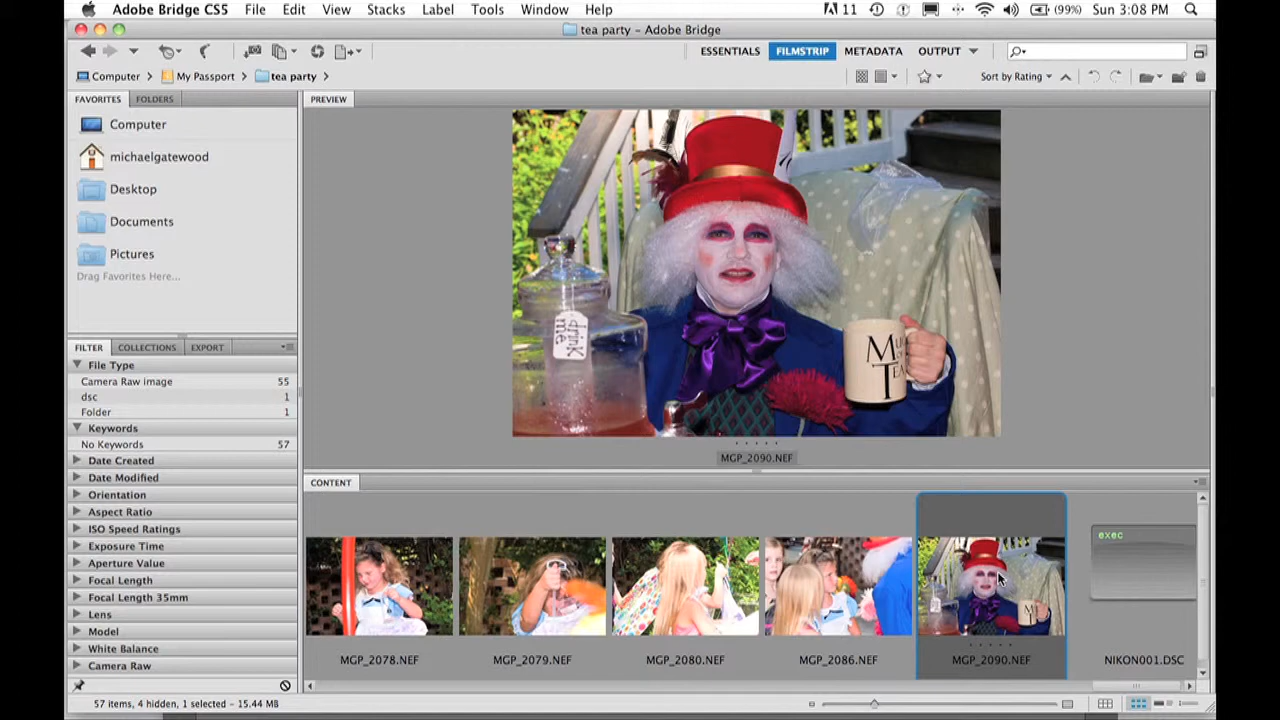 Adobe Bridge CS5 File Edit View Stacks Label Tools Window Help 11 (99%) Sun 3:08 PM
tea party – Adobe Bridge
ESSENTIALS FILMSTRIP METADATA OUTPUT
Computer My Passport tea party Sort by Rating
FAVORITES FOLDERS
Computer
michaelgatewood
Desktop
Documents
Pictures
Drag Favorites Here...
FILTER COLLECTIONS EXPORT
File Type
Camera Raw image 55
dsc 1
Folder 1
Keywords
No Keywords 57
Date Created
Date Modified
Orientation
Aspect Ratio
ISO Speed Ratings
Exposure Time
Aperture Value
Focal Length
Focal Length 35mm
Lens
Model
White Balance
Camera Raw
57 items, 4 hidden, 1 selected – 15.44 MB
PREVIEW
drink
me
MGP_2090.NEF
CONTENT
exec
MGP_2078.NEF MGP_2079.NEF MGP_2080.NEF MGP_2086.NEF MGP_2090.NEF NIKON001.DSC